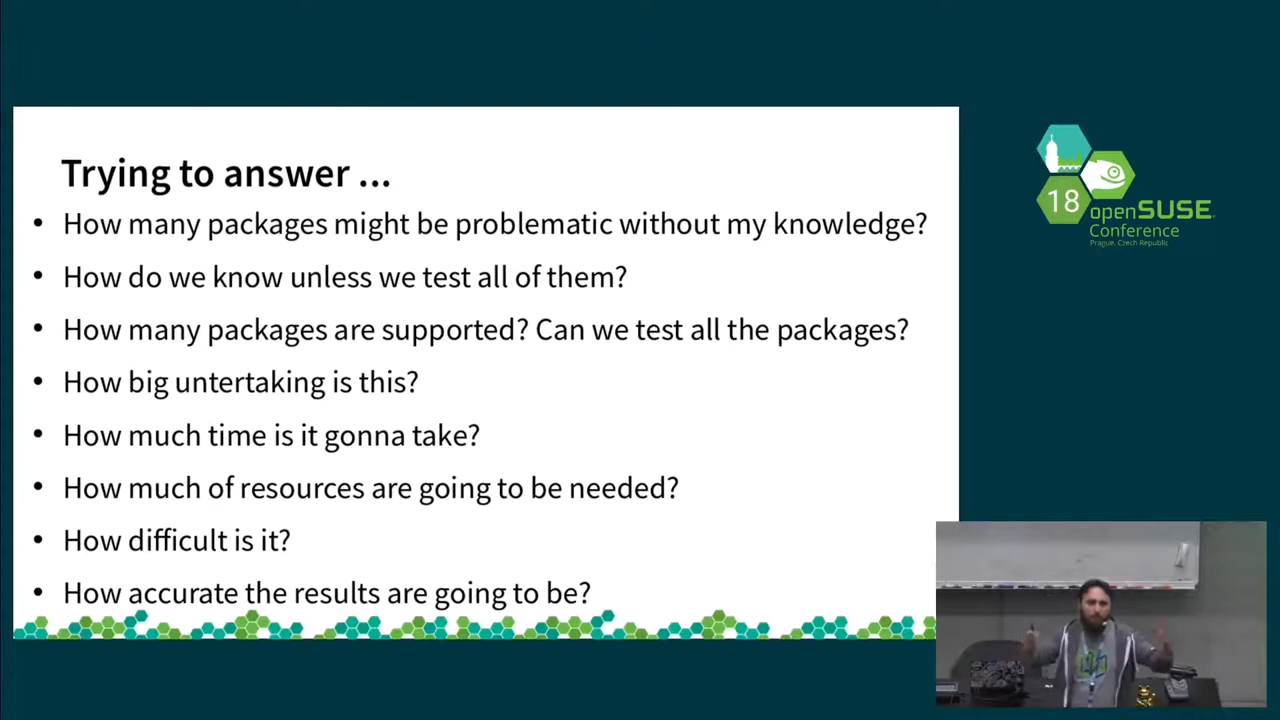 Trying to answer ...
• How many packages might be problematic without my knowledge?
• How do we know unless we test all of them?
• How many packages are supported? Can we test all the packages?
• How big untertaking is this?
• How much time is it gonna take?
• How much of resources are going to be needed?
• How difficult is it?
• How accurate the results are going to be?
18
openSUSE
Conference
Prague, Czech Republic